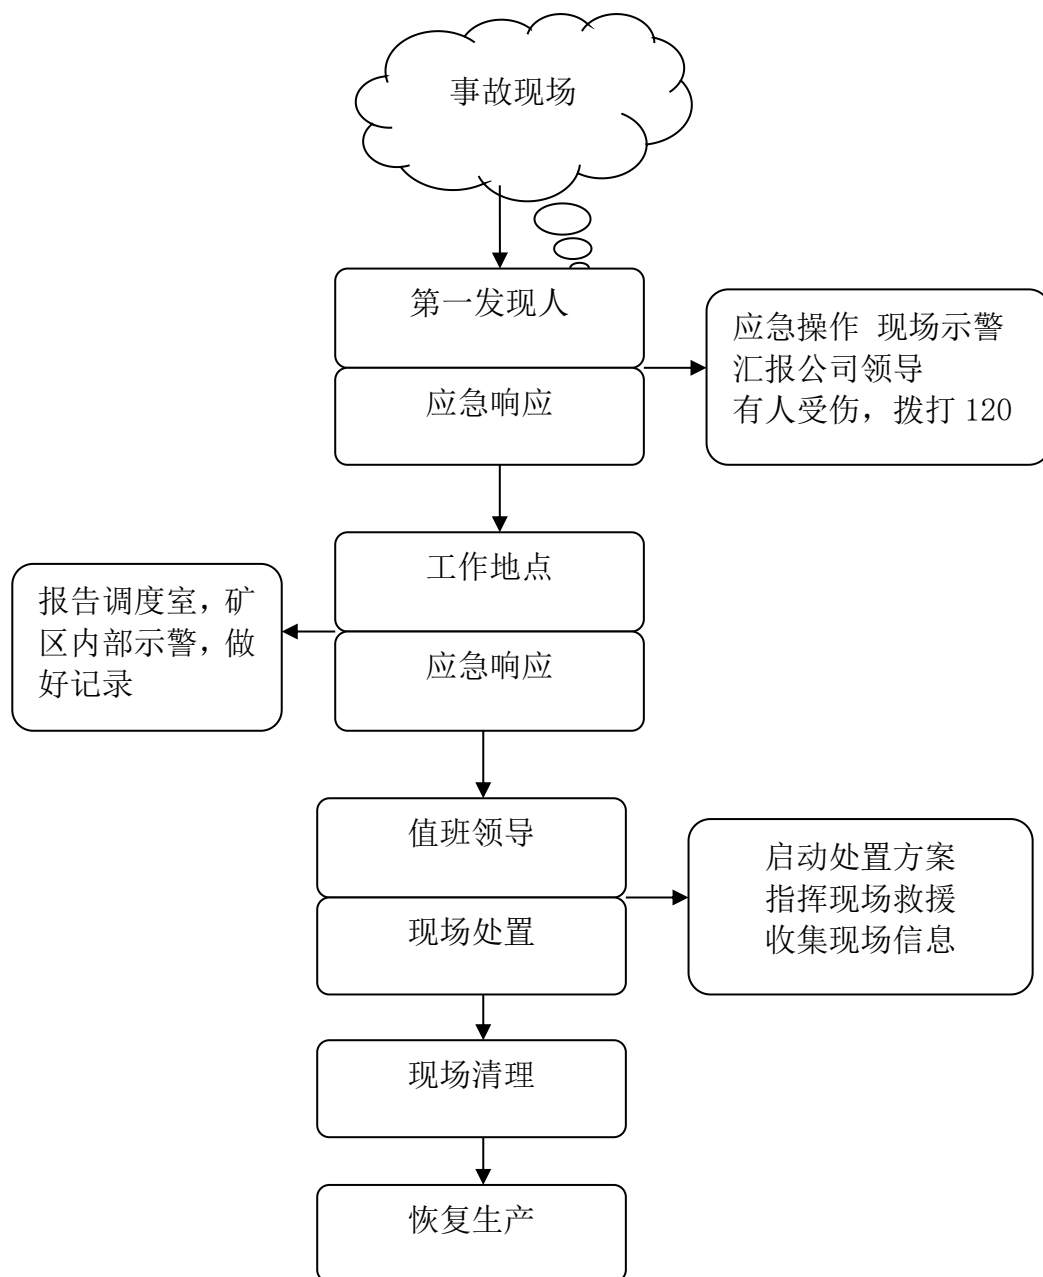 事故现场
第一发现人
应急响应
应急操作 现场示警
汇报公司领导
有人受伤，拨打 120
工作地点
应急响应
报告调度室，矿
区内部示警，做
好记录
值班领导
现场处置
启动处置方案
指挥现场救援
收集现场信息
现场清理
恢复生产